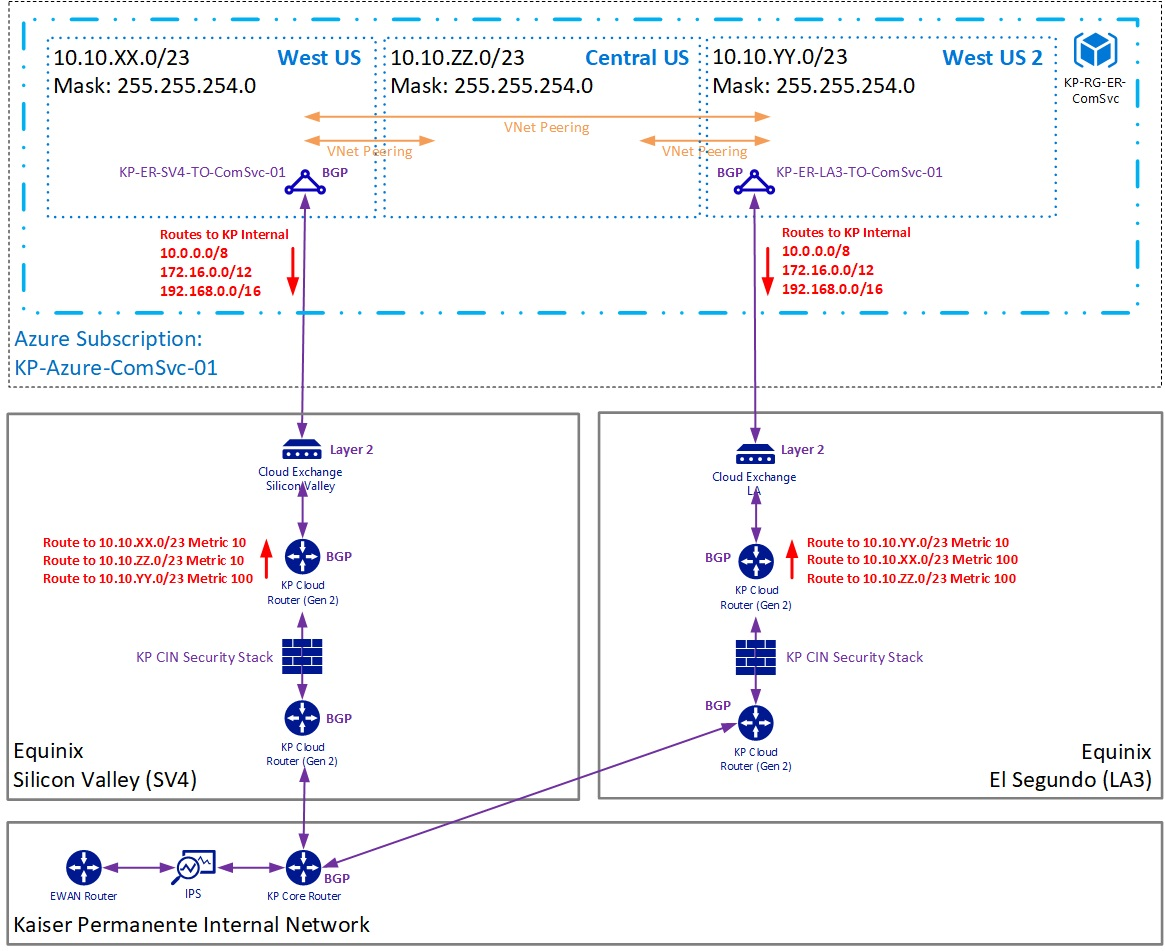 10.10.XX.0/23
West US
Mask: 255.255.254.0
10.10.ZZ.0/23
Central US
Mask: 255.255.254.0
10.10.YY.0/23
West US 2
Mask: 255.255.254.0
KP-RG-ER-
ComSvc
VNet Peering
VNet Peering
VNet Peering
KP-ER-SV4-TO-ComSvc-01
BGP
BGP
KP-ER-LA3-TO-ComSvc-01
Routes to KP Internal
10.0.0.0/8
172.16.0.0/12
192.168.0.0/16
Routes to KP Internal
10.0.0.0/8
172.16.0.0/12
192.168.0.0/16
Azure Subscription:
KP-Azure-ComSvc-01
Layer 2
Cloud Exchange
Silicon Valley
Route to 10.10.XX.0/23 Metric 10
Route to 10.10.ZZ.0/23 Metric 10
Route to 10.10.YY.0/23 Metric 100
BGP
KP Cloud
Router (Gen 2)
KP CIN Security Stack
BGP
KP Cloud
Router (Gen 2)
Equinix
Silicon Valley (SV4)
Layer 2
Cloud Exchange
LA
BGP
Route to 10.10.YY.0/23 Metric 10
Route to 10.10.XX.0/23 Metric 100
Route to 10.10.ZZ.0/23 Metric 100
KP Cloud
Router (Gen 2)
KP CIN Security Stack
BGP
KP Cloud
Router (Gen 2)
Equinix
El Segundo (LA3)
EWAN Router
IPS
KP Core Router
BGP
Kaiser Permanente Internal Network